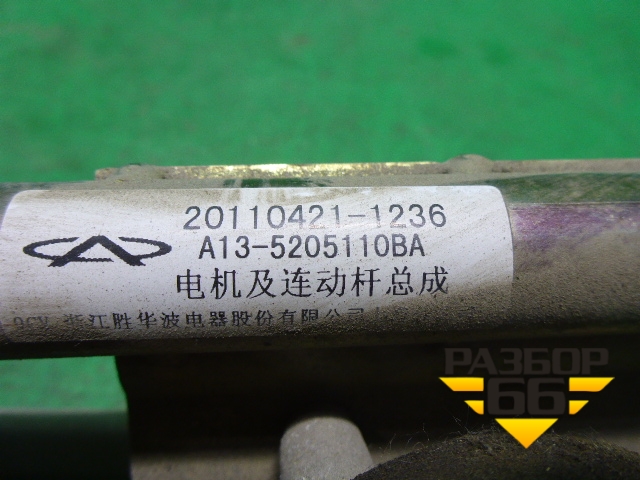 20110421-1236
A13-5205110BA
电机及连动杆总成
浙江胜华波电器股份有限公司
РАЗБОР
66